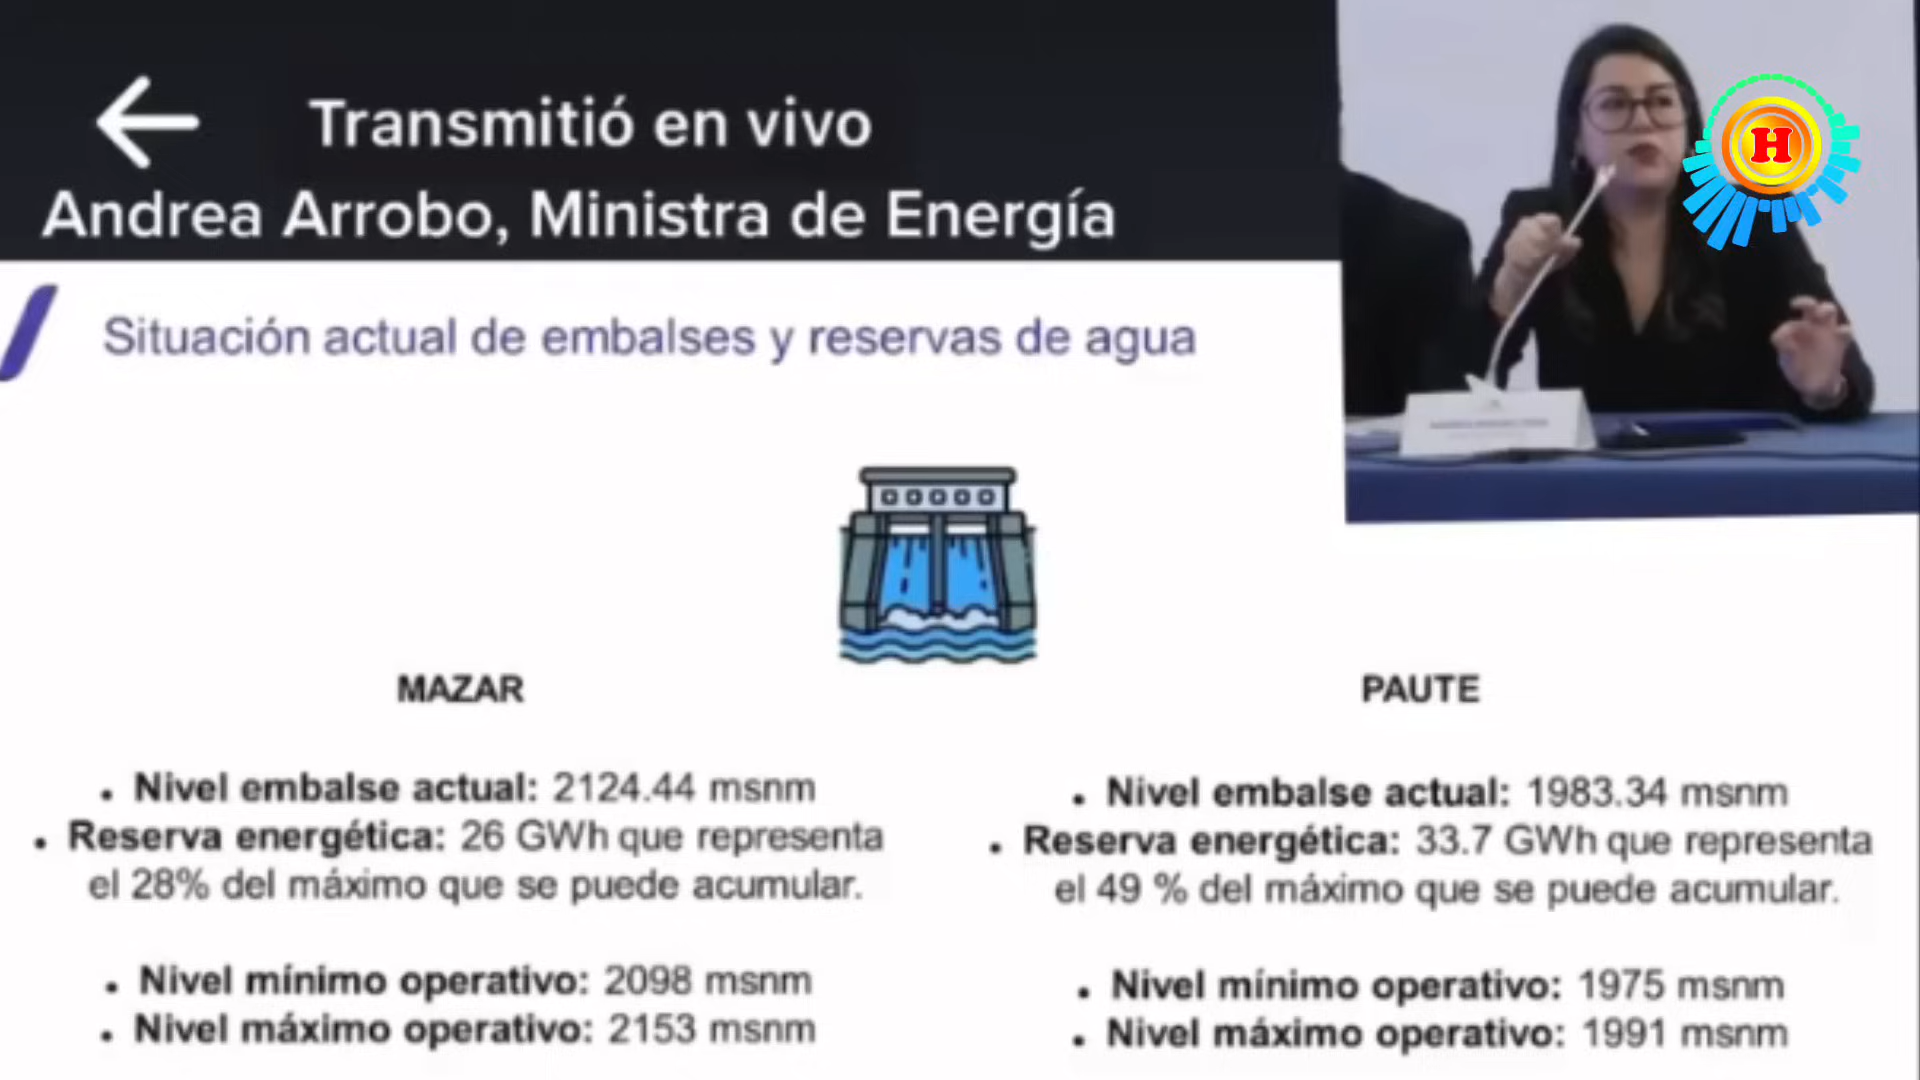 Transmitió en vivo
Andrea Arrobo, Ministra de Energía
H
Situación actual de embalses y reservas de agua
MAZAR
• Nivel embalse actual: 2124.44 msnm
• Reserva energética: 26 GWh que representa
el 28% del máximo que se puede acumular.
• Nivel mínimo operativo: 2098 msnm
• Nivel máximo operativo: 2153 msnm
PAUTE
• Nivel embalse actual: 1983.34 msnm
• Reserva energética: 33.7 GWh que representa
el 49 % del máximo que se puede acumular.
• Nivel mínimo operativo: 1975 msnm
• Nivel máximo operativo: 1991 msnm